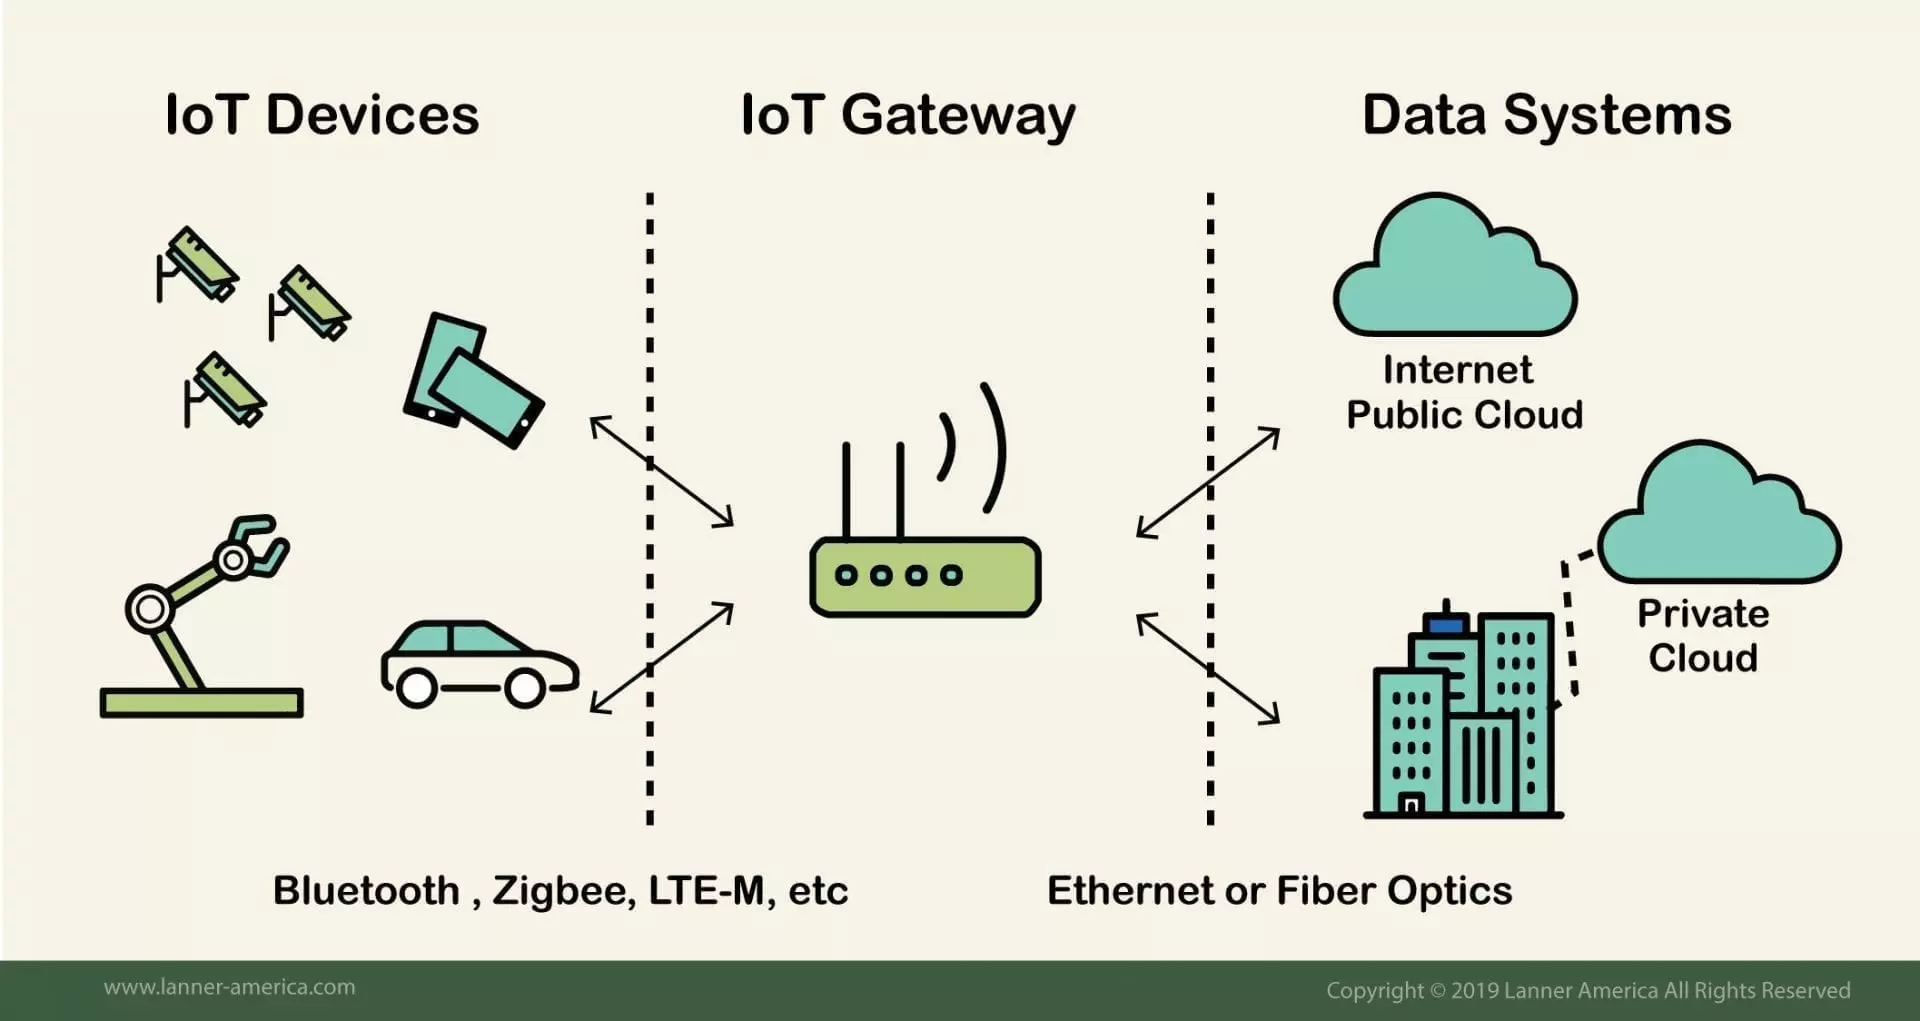 IoT Devices
IoT Gateway
Data Systems
Internet
Public Cloud
Private
Cloud
Bluetooth , Zigbee, LTE-M, etc
Ethernet or Fiber Optics
www.lanner-america.com
Copyright © 2019 Lanner America All Rights Reserved